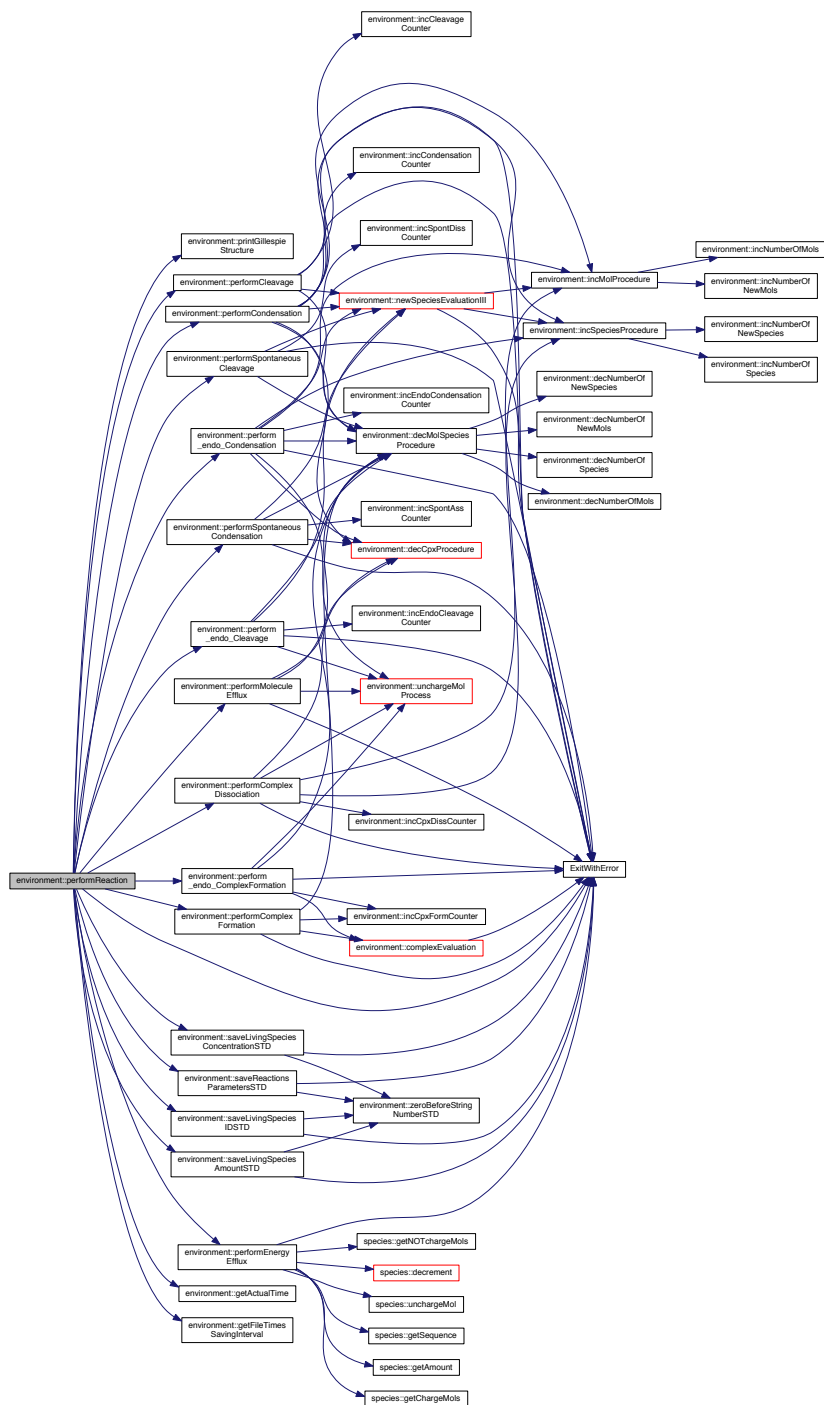 environment::incCleavage
Counter
environment::incCondensation
Counter
environment::incSpontDiss
Counter
environment::printGillespie
Structure
environment::incNumberOfMols
environment::performCleavage
environment::incMolProcedure
environment::incNumberOf
NewMols
environment::newSpeciesEvaluationIII
environment::performCondensation
environment::incSpeciesProcedure
environment::incNumberOf
NewSpecies
environment::performSpontaneous
Cleavage
environment::incNumberOf
Species
environment::decNumberOf
NewSpecies
environment::incEndoCondensation
Counter
environment::decNumberOf
NewMols
environment::perform
_endo_Condensation
environment::decMolSpecies
Procedure
environment::decNumberOf
Species
environment::decNumberOfMols
environment::incSpontAss
Counter
environment::performSpontaneous
Condensation
environment::decCpxProcedure
environment::incEndoCleavage
Counter
environment::perform
_endo_Cleavage
environment::performMolecule
Efflux
environment::unchargeMol
Process
environment::performComplex
Dissociation
environment::incCpxDissCounter
ExitWithError
environment::performReaction
environment::perform
_endo_ComplexFormation
environment::incCpxFormCounter
environment::performComplex
Formation
environment::complexEvaluation
environment::saveLivingSpecies
ConcentrationSTD
environment::saveReactions
ParametersSTD
environment::zeroBeforeString
NumberSTD
environment::saveLivingSpecies
IDSTD
environment::saveLivingSpecies
AmountSTD
species::getNOTchargeMols
environment::performEnergy
Efflux
species::decrement
environment::getActualTime
species::unchargeMol
environment::getFileTimes
SavingInterval
species::getSequence
species::getAmount
species::getChargeMols